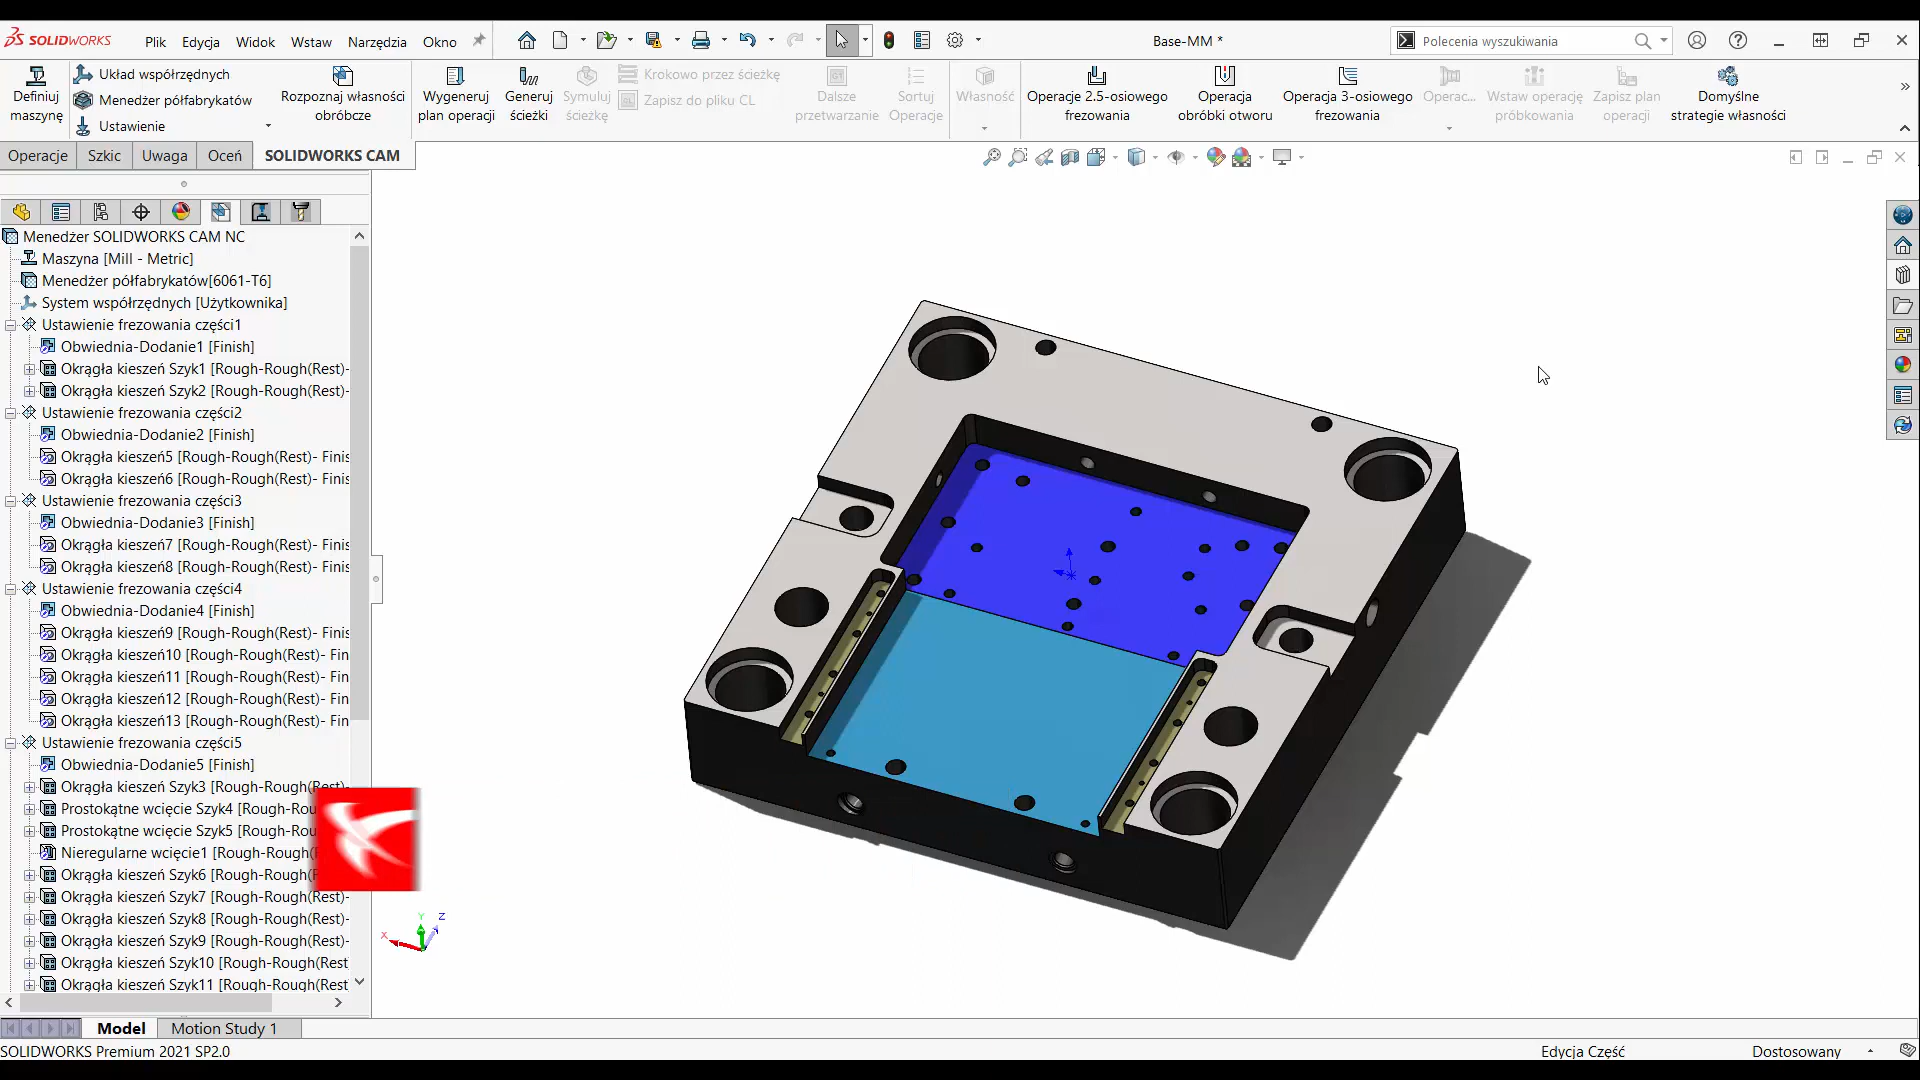 SOLIDWORKS
Plik Edycja Widok Wstaw Narzędzia Okno
Base-MM *
Polecenia wyszukiwania
Definiuj maszynę
Układ współrzędnych
Menedżer półfabrykatów
Ustawienie
Rozpoznaj własności obróbcze
Wygeneruj plan operacji
Generuj ścieżki
Symuluj ścieżkę
Krokowo przez ścieżkę
Zapisz do pliku CL
Dalsze przetwarzanie
Sortuj Operacje
Własność
Operacje 2.5-osiowego frezowania
Operacja obróbki otworu
Operacja 3-osiowego frezowania
Operac...
Wstaw operację próbkowania
Zapisz plan operacji
Domyślne strategie własności
Operacje Szkic Uwaga Oceń SOLIDWORKS CAM
Menedżer SOLIDWORKS CAM NC
Maszyna [Mill - Metric]
Menedżer półfabrykatów[6061-T6]
System współrzędnych [Użytkownika]
Ustawienie frezowania części1
Obwiednia-Dodanie1 [Finish]
Okrągła kieszeń Szyk1 [Rough-Rough(Rest)-
Okrągła kieszeń Szyk2 [Rough-Rough(Rest)-
Ustawienie frezowania części2
Obwiednia-Dodanie2 [Finish]
Okrągła kieszeń5 [Rough-Rough(Rest)- Finis
Okrągła kieszeń6 [Rough-Rough(Rest)- Finis
Ustawienie frezowania części3
Obwiednia-Dodanie3 [Finish]
Okrągła kieszeń7 [Rough-Rough(Rest)- Finis
Okrągła kieszeń8 [Rough-Rough(Rest)- Finis
Ustawienie frezowania części4
Obwiednia-Dodanie4 [Finish]
Okrągła kieszeń9 [Rough-Rough(Rest)- Finis
Okrągła kieszeń10 [Rough-Rough(Rest)- Fin
Okrągła kieszeń11 [Rough-Rough(Rest)- Fin
Okrągła kieszeń12 [Rough-Rough(Rest)- Fin
Okrągła kieszeń13 [Rough-Rough(Rest)- Fin
Ustawienie frezowania części5
Obwiednia-Dodanie5 [Finish]
Okrągła kieszeń Szyk3 [Rough-Rough(Rest)-
Prostokątne wcięcie Szyk4 [Rough-Rou
Prostokątne wcięcie Szyk5 [Rough-Rou
Nieregularne wcięcie1 [Rough-Rough(
Okrągła kieszeń Szyk6 [Rough-Rough(
Okrągła kieszeń Szyk7 [Rough-Rough(Rest)-
Okrągła kieszeń Szyk8 [Rough-Rough(Rest)-
Okrągła kieszeń Szyk9 [Rough-Rough(Rest)-
Okrągła kieszeń Szyk10 [Rough-Rough(Rest
Okrągła kieszeń Szyk11 [Rough-Rough(Rest
X Y Z
Model Motion Study 1
SOLIDWORKS Premium 2021 SP2.0
Edycja Część
Dostosowany